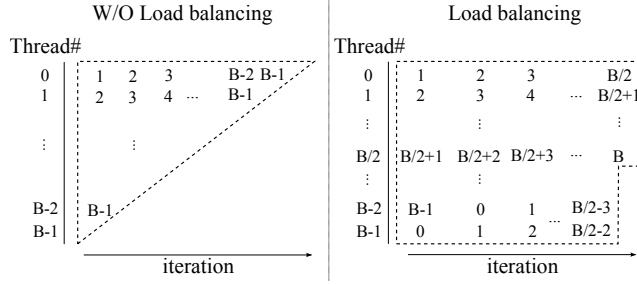 W/O Load balancing
Thread#
0 1 2 3 B-2 B-1
1 2 3 4 ... B-1
⋮ ⋮
B-2 B-1
B-1
iteration
Load balancing
Thread#
0 1 2 3 B/2
1 2 3 4 ... B/2+1
⋮ ⋮ ⋮
B/2 B/2+1 B/2+2 B/2+3 ... B
⋮ ⋮
B-2 B-1 0 1 ... B/2-3
B-1 0 1 2 B/2-2
iteration